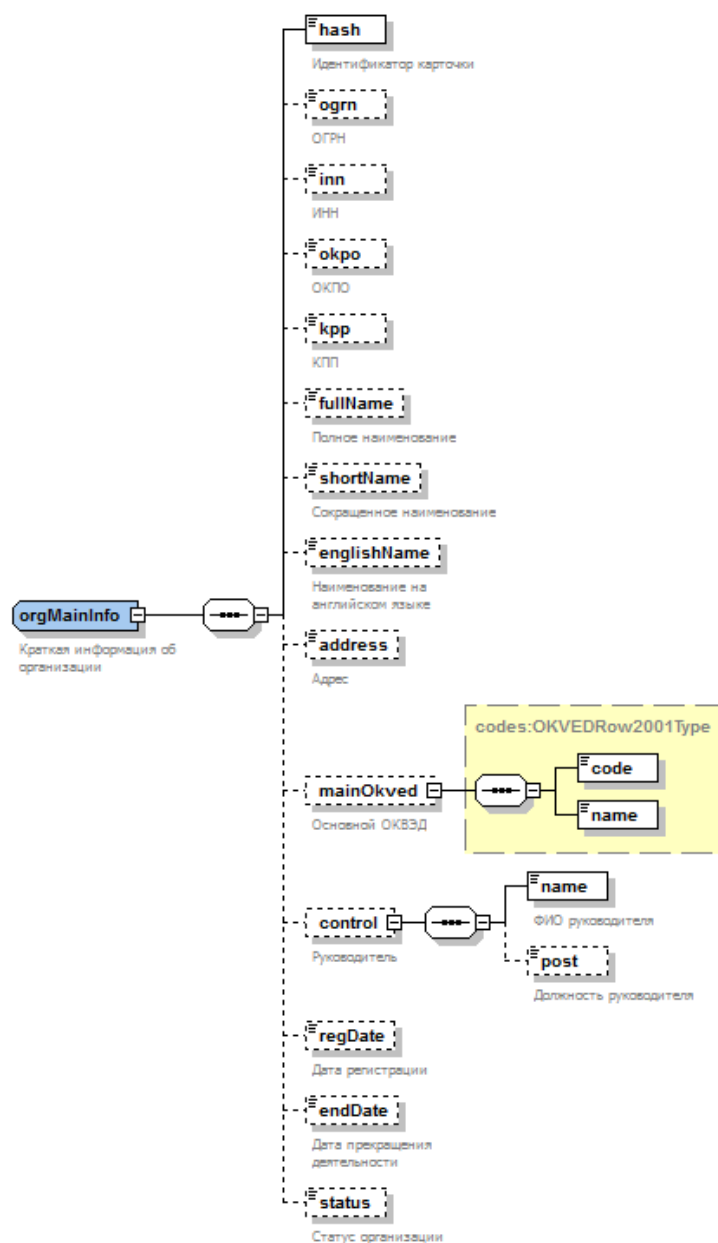 hash
Идентификатор карточки
ogrn
ОГРН
inn
ИНН
okpo
ОКПО
kpp
КПП
fullName
Полное наименование
shortName
Сокращенное наименование
englishName
Наименование на
английском языке
orgMainInfo
Краткая информация об
организации
address
Адрес
codes:OKVEDRow2001Type
mainOkved
Основной ОКВЭД
code
name
control
Руководитель
name
ФИО руководителя
post
Должность руководителя
regDate
Дата регистрации
endDate
Дата прекращения
деятельности
status
Статус организации